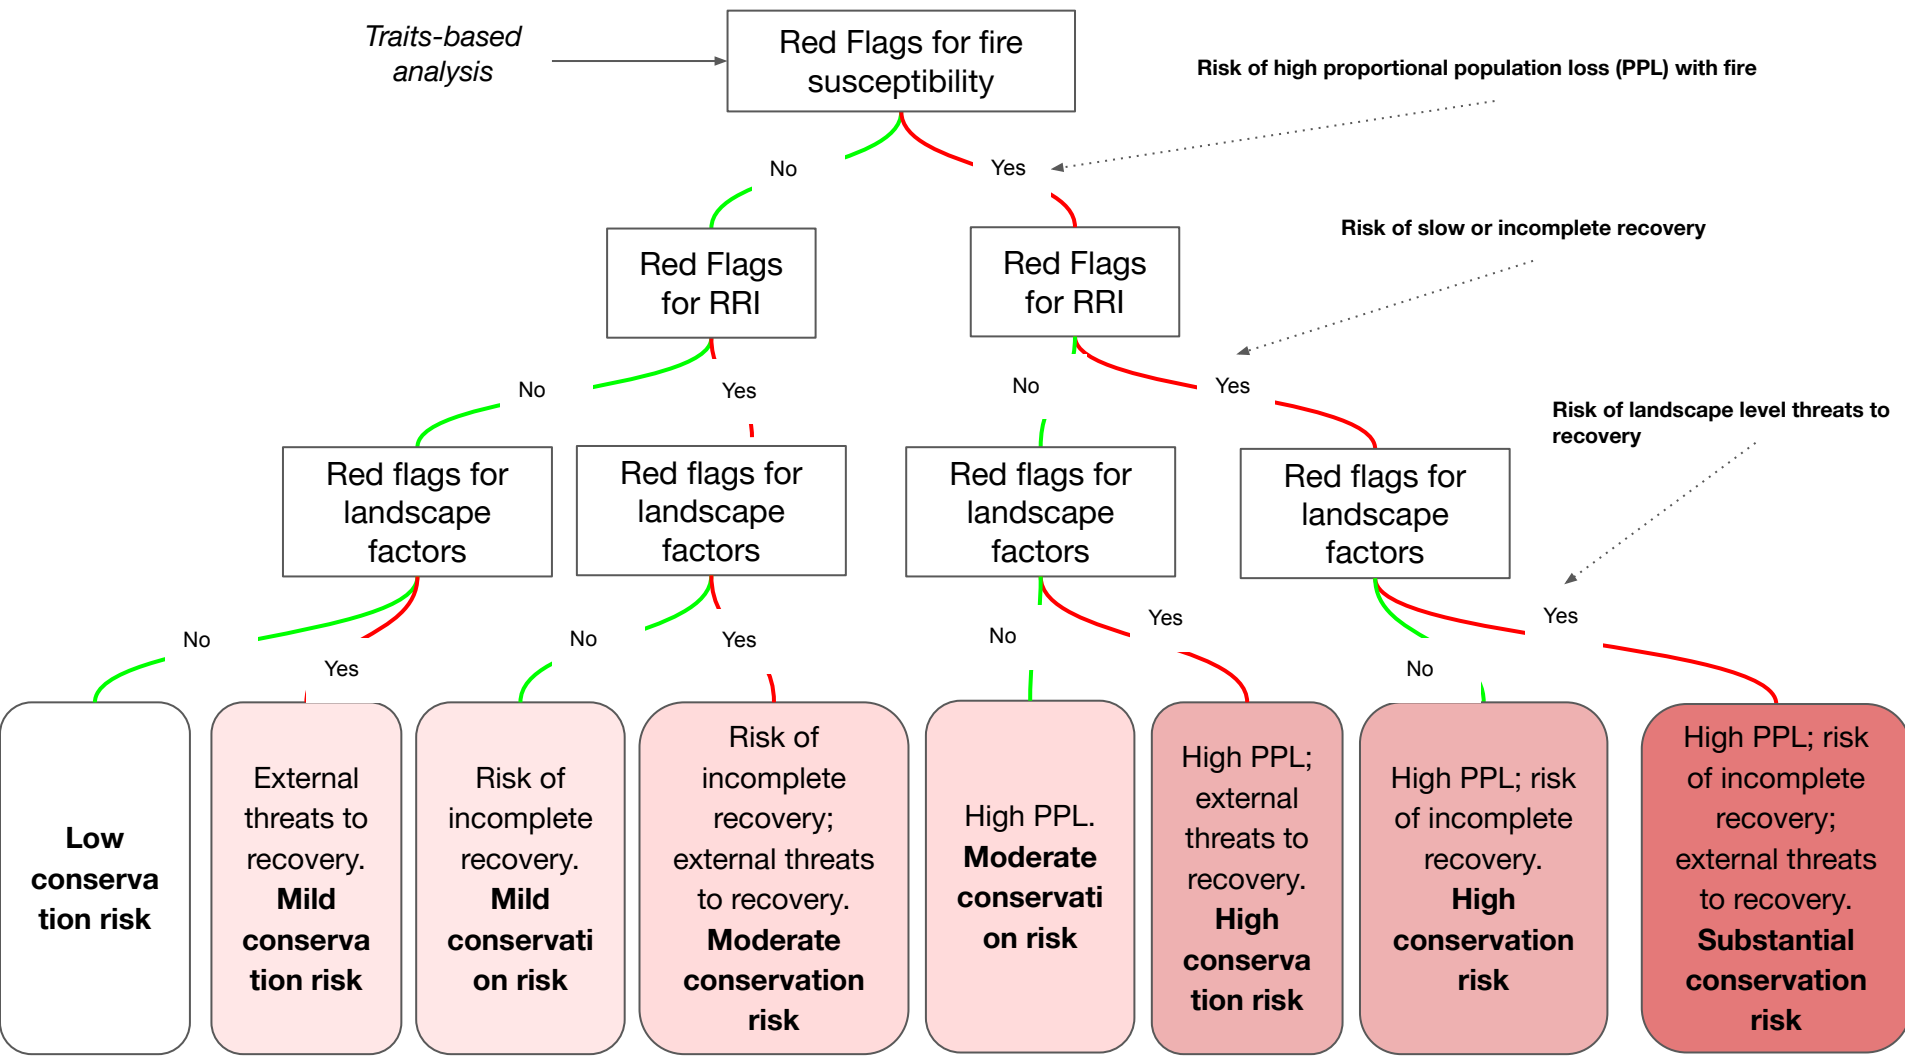 Traits-based
analysis
Red Flags for fire
susceptibility
Risk of high proportional population loss (PPL) with fire
No
Yes
Risk of slow or incomplete recovery
Red Flags
for RRI
Red Flags
for RRI
No
Yes
No
Yes
Risk of landscape level threats to
recovery
Red flags for
landscape
factors
Red flags for
landscape
factors
Red flags for
landscape
factors
Red flags for
landscape
factors
No
Yes
No
Yes
No
Yes
No
Yes
Low
conserva
tion risk
External
threats to
recovery.
Mild
conserva
tion risk
Risk of
incomplete
recovery.
Mild
conservati
on risk
Risk of
incomplete
recovery;
external threats
to recovery.
Moderate
conservation
risk
High PPL.
Moderate
conservati
on risk
High PPL;
external
threats to
recovery.
High
conserva
tion risk
High PPL; risk
of incomplete
recovery.
High
conservation
risk
High PPL; risk
of incomplete
recovery;
external threats
to recovery.
Substantial
conservation
risk